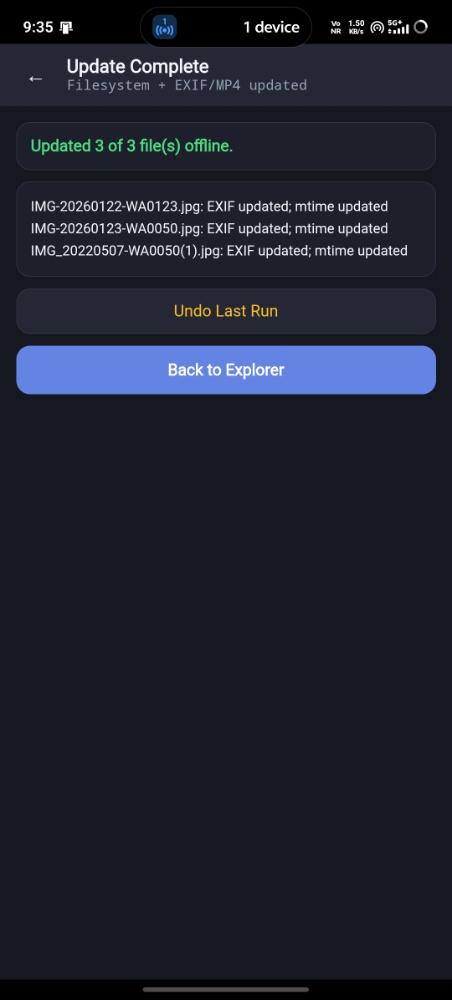 9:35
1
1 device
Vo
NR
1.50
KB/s
5G+
←
Update Complete
Filesystem + EXIF/MP4 updated
Updated 3 of 3 file(s) offline.
IMG-20260122-WA0123.jpg: EXIF updated; mtime updated
IMG-20260123-WA0050.jpg: EXIF updated; mtime updated
IMG_20220507-WA0050(1).jpg: EXIF updated; mtime updated
Undo Last Run
Back to Explorer